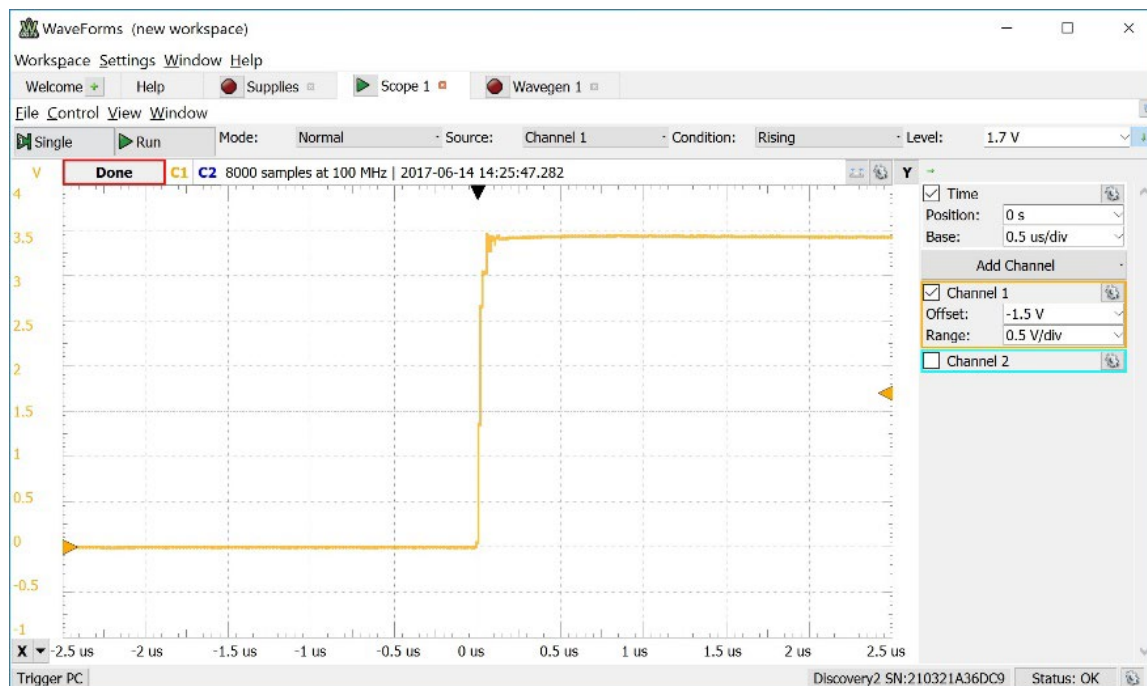 WaveForms (new workspace)
Workspace Settings Window Help
Welcome Help Supplies Scope 1 Wavegen 1
File Control View Window
Single Run Mode: Normal Source: Channel 1 Condition: Rising Level: 1.7 V
V Done C1 C2 8000 samples at 100 MHz | 2017-06-14 14:25:47.282 Y
4
3.5
3
2.5
2
1.5
1
0.5
0
-0.5
-1
Time
Position: 0 s
Base: 0.5 us/div
Add Channel
Channel 1
Offset: -1.5 V
Range: 0.5 V/div
Channel 2
X -2.5 us -2 us -1.5 us -1 us -0.5 us 0 us 0.5 us 1 us 1.5 us 2 us 2.5 us
Trigger PC Discovery2 SN:210321A36DC9 Status: OK